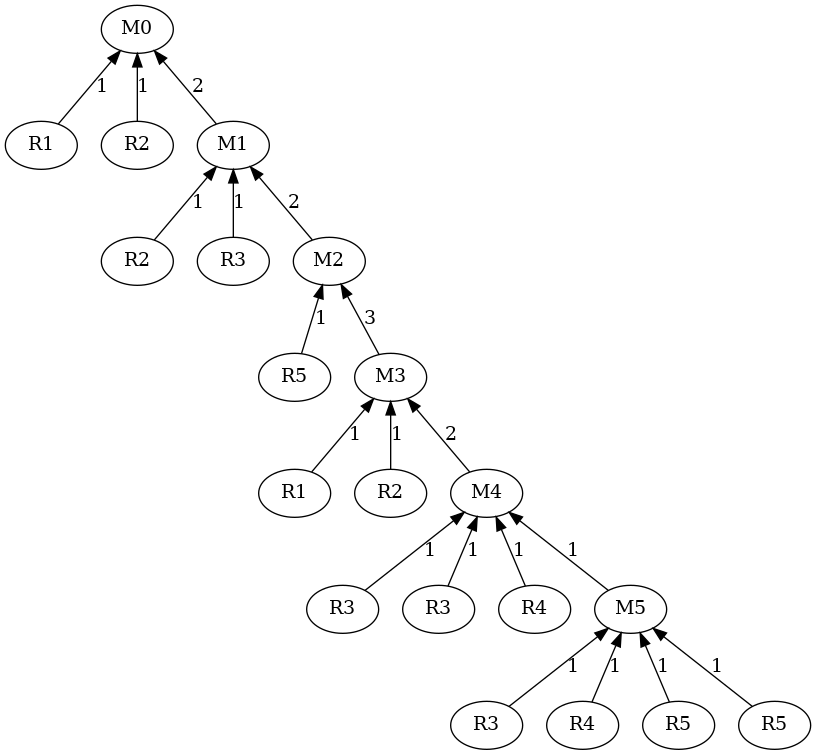 M0
1 1 2
R1 R2 M1
1 1 2
R2 R3 M2
1 3
R5 M3
1 1 2
R1 R2 M4
1 1 1 1
R3 R3 R4 M5
1 1 1 1
R3 R4 R5 R5